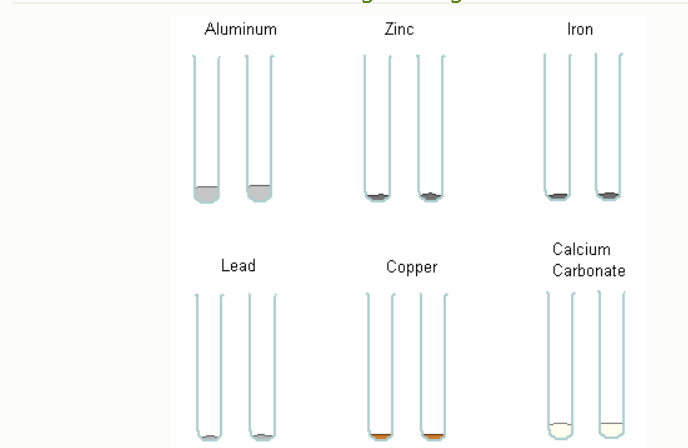 Aluminum
Zinc
Iron
Lead
Copper
Calcium
Carbonate